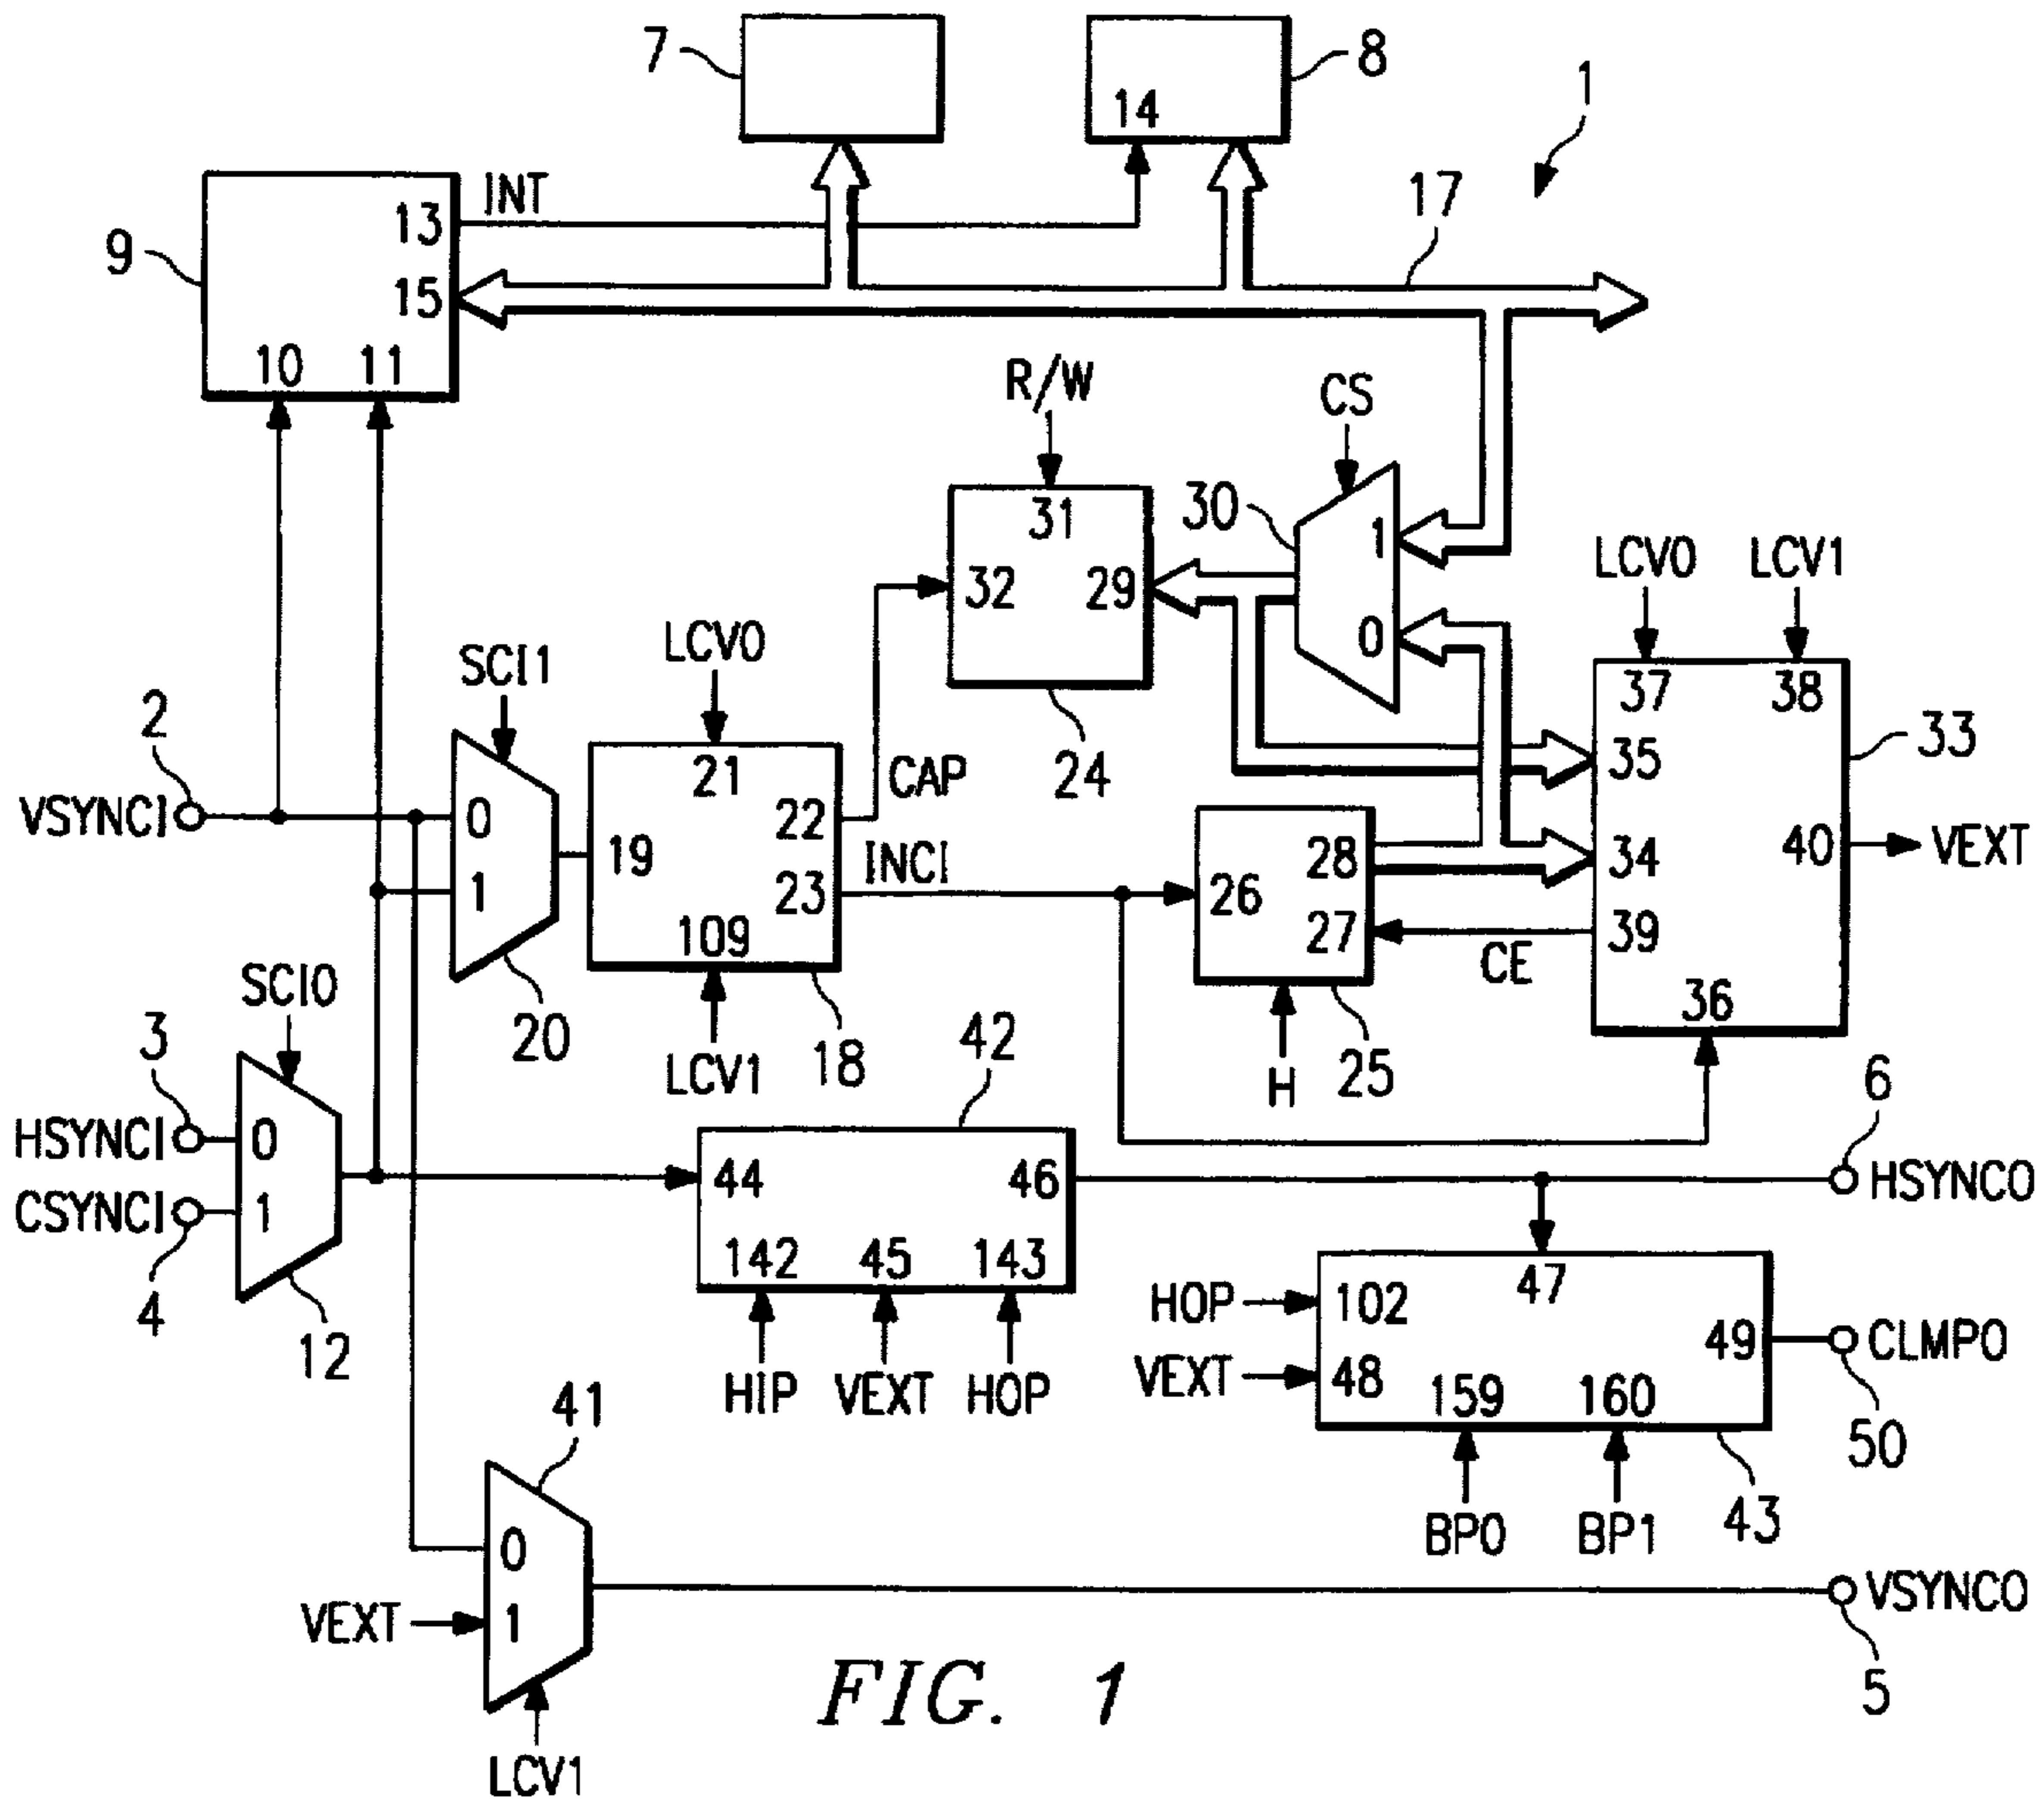 7
8
14
1
INT
13
17
9
15
10 11
R/W
CS
31
30
1
LCV0 LCV1
32 29
LCV0
SCI1
0
37 38
2
24
35
33
21
CAP
VSYNCI
0
22
19
INCI
28
34
40
VEXT
1
23
26
109
27
39
SCI0
CE
36
20
LCV1
18
42
H
25
3
6
HSYNCI
0
44 46
HSYNCO
CSYNCI
1
142 45 143
47
HOP
102
4
12
49
CLMPO
HIP VEXT HOP
VEXT
48
159 160
41
50
BP0 BP1
43
0
VSYNCO
VEXT
1
FIG. 1
5
LCV1